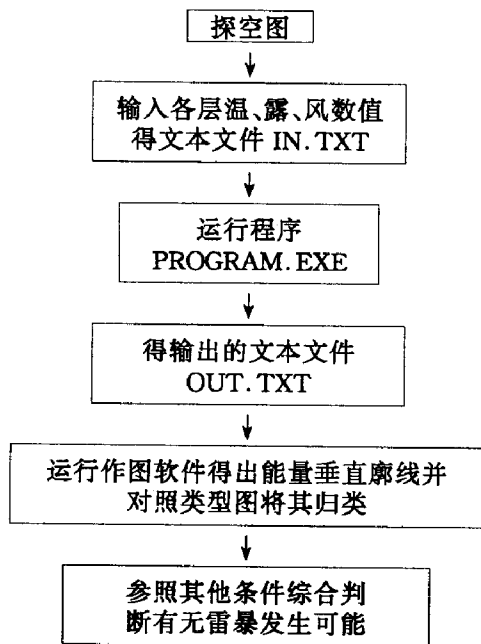 探空图
输入各层温、露、风数值
得文本文件 IN.TXT
运行程序
PROGRAM.EXE
得输出的文本文件
OUT.TXT
运行作图软件得出能量垂直廓线并
对照类型图将其归类
参照其他条件综合判
断有无雷暴发生可能